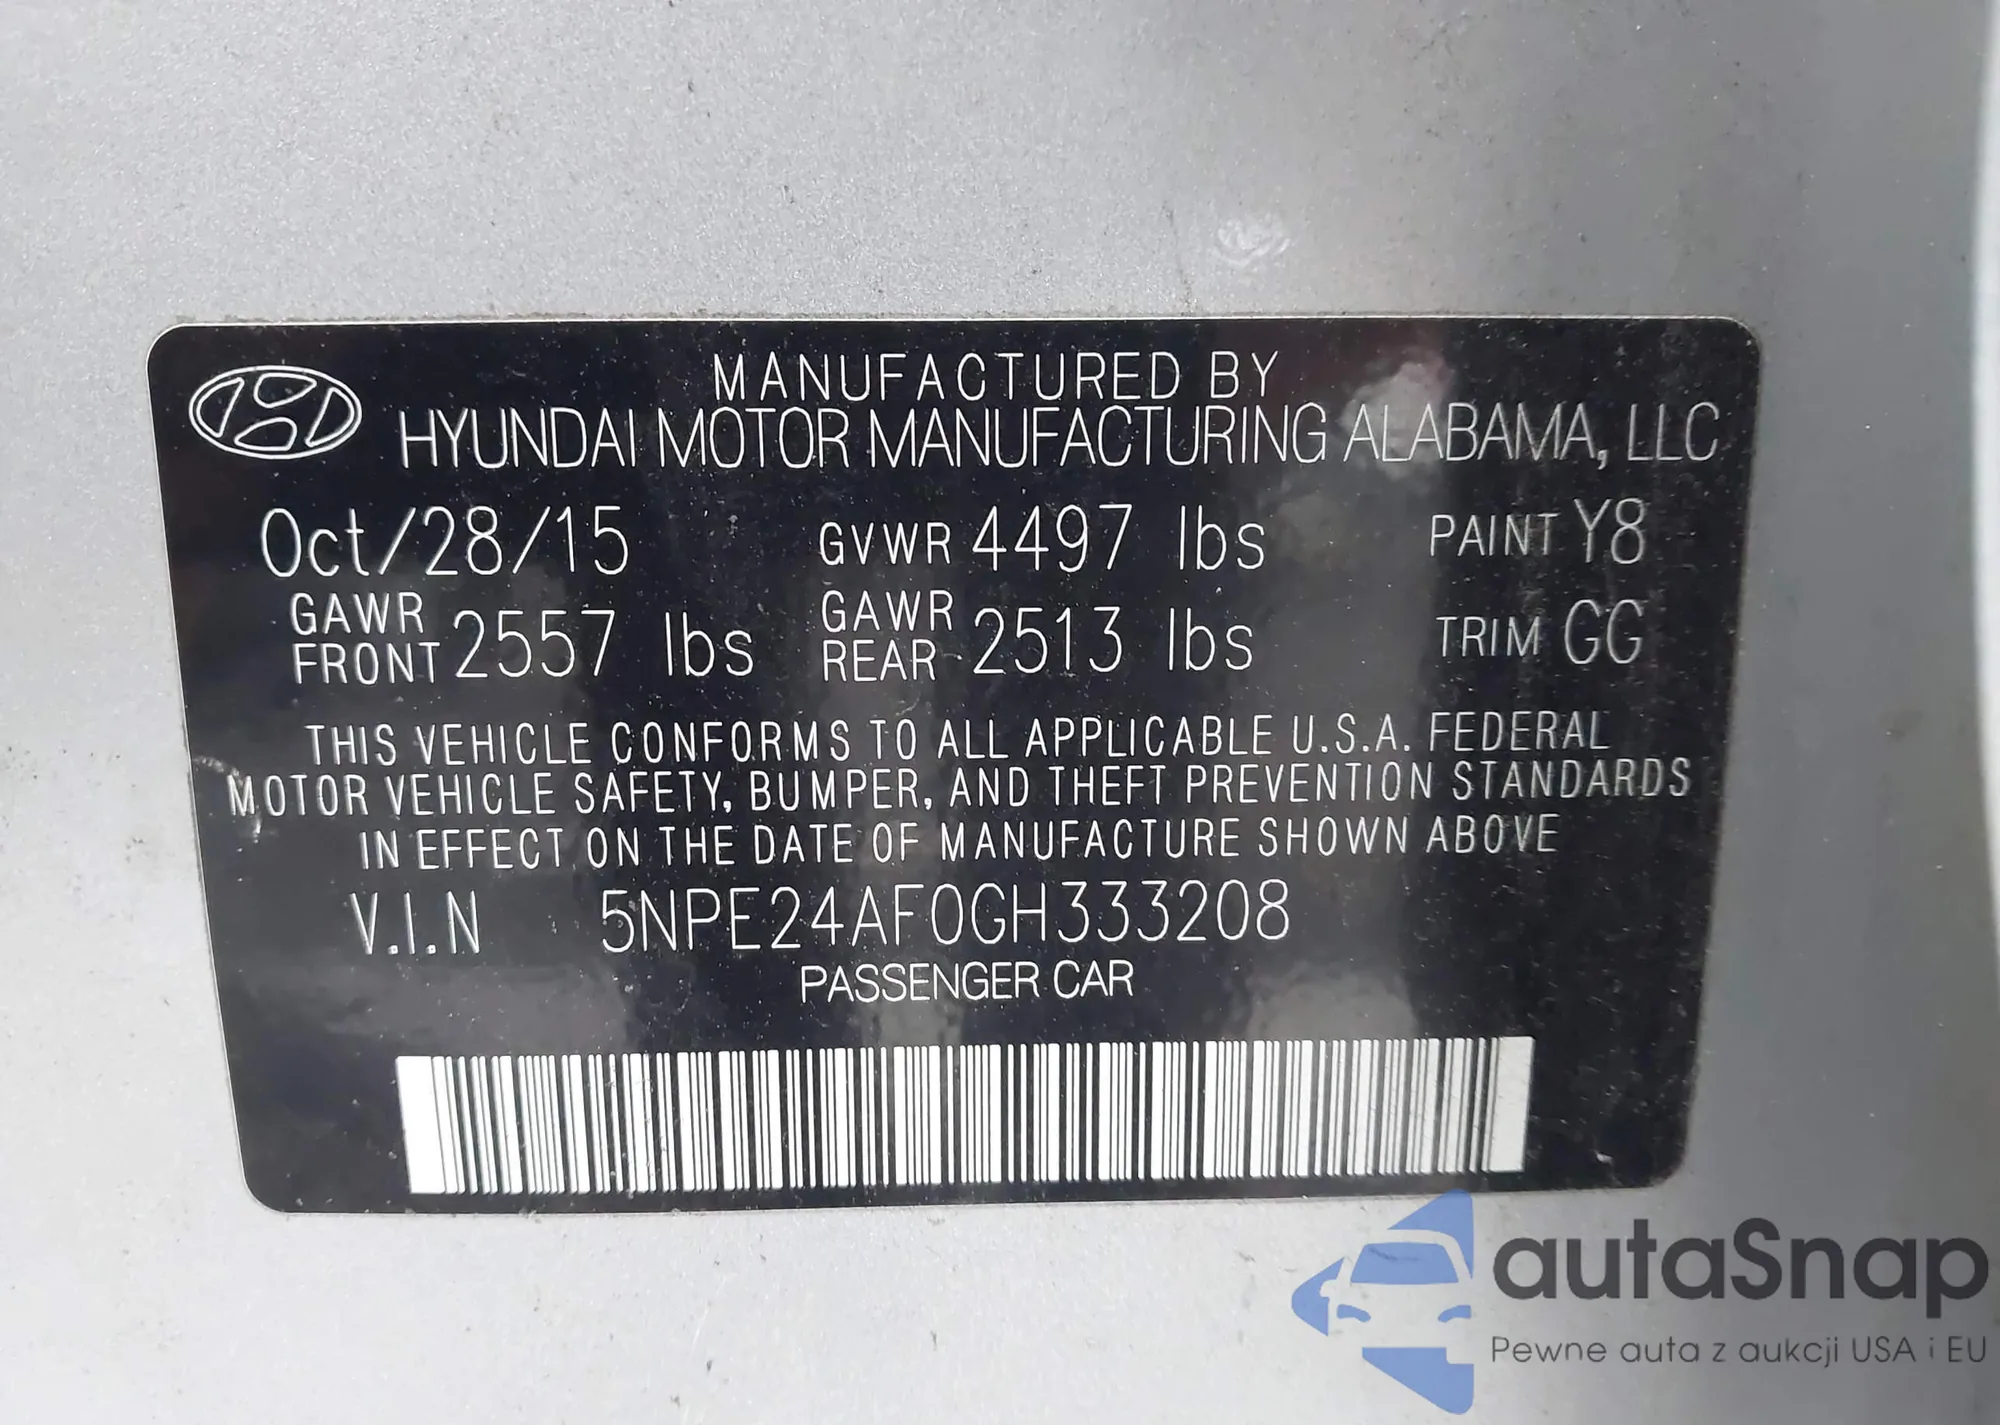 MANUFACTURED BY
HYUNDAI MOTOR MANUFACTURING ALABAMA, LLC
Oct/28/15 GVWR 4497 lbs PAINT Y8
GAWR FRONT 2557 lbs GAWR REAR 2513 lbs TRIM GG
THIS VEHICLE CONFORMS TO ALL APPLICABLE U.S.A. FEDERAL
MOTOR VEHICLE SAFETY, BUMPER, AND THEFT PREVENTION STANDARDS
IN EFFECT ON THE DATE OF MANUFACTURE SHOWN ABOVE
V.I.N 5NPE24AF0GH333208
PASSENGER CAR
autaSnap
Pewne auta z aukcji USA i EU